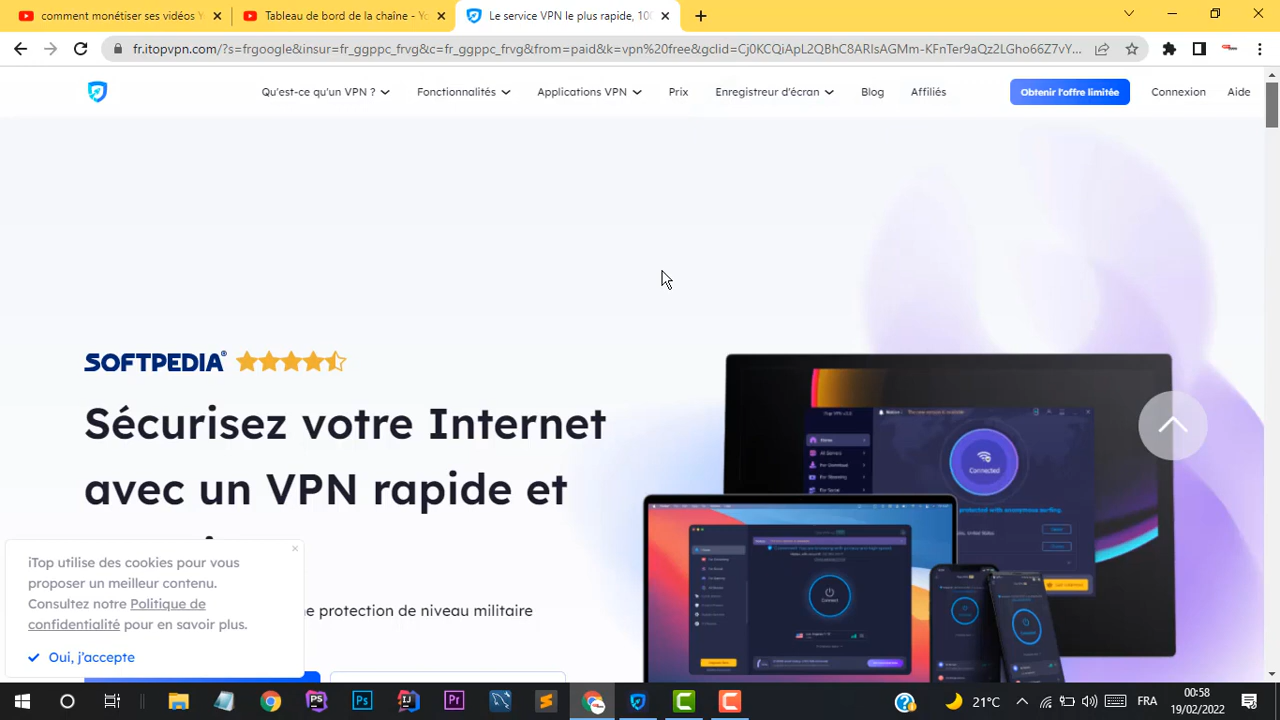 comment monétiser ses vidéos Y
Tableau de bord de la chaîne - Yo
Le service VPN le plus rapide, 100
fr.itopvpn.com/?s=frgoogle&insur=fr_ggppc_frvg&c=fr_ggppc_frvg&from=paid&k=vpn%20free&gclid=Cj0KCQiApL2QBhC8ARIsAGMm-KFnTer9aQz2LGho66Z7vY...
Qu'est-ce qu'un VPN ?
Fonctionnalités
Applications VPN
Prix
Enregistreur d'écran
Blog
Affiliés
Obtenir l'offre limitée
Connexion
Aide
SOFTPEDIA®
Sécurisez votre Internet
avec un VPN rapide et
e protection de niveau militaire
iTop utilise des cookies pour vous
proposer un meilleur contenu.
Consultez notre Politique de
confidentialité pour en savoir plus.
Oui, j'accepte
Connected
Connect
21°C
FRA
00:58
19/02/2022